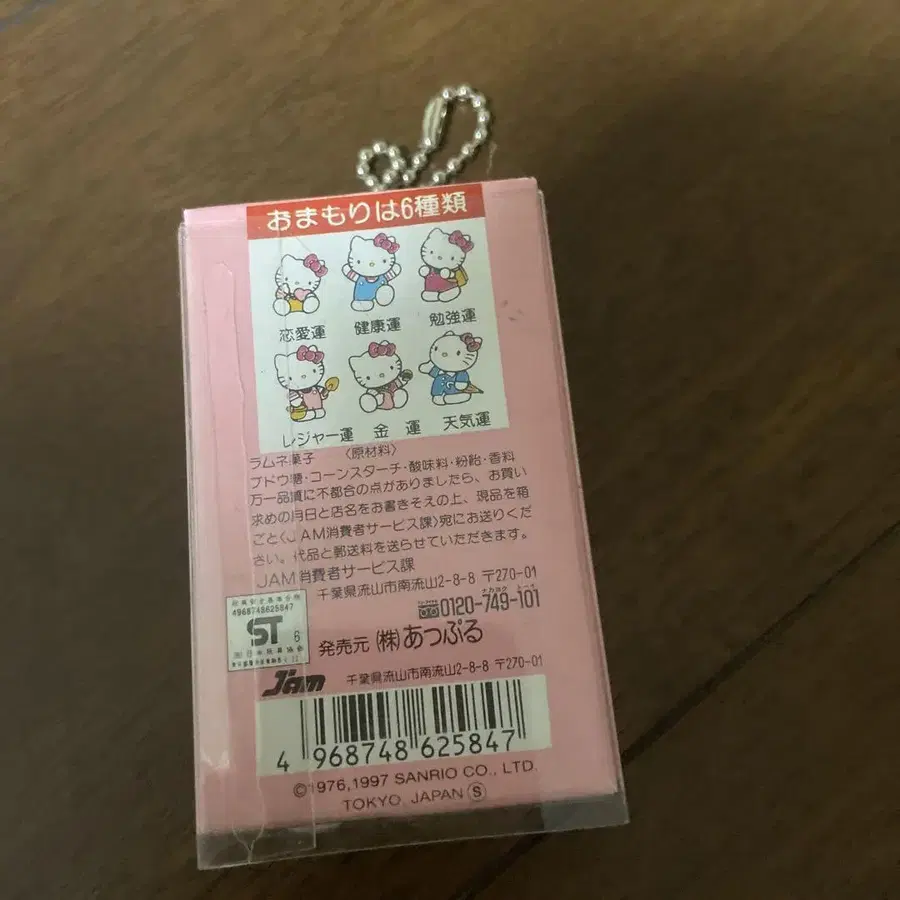 おまもりは6種類
恋愛運 健康運 勉強運
レジャー運 金 運 天気運
ラムネ菓子 〈原材料〉
ブドウ糖・コーンスターチ・酸味料・粉飴・香料
万一品質に不都合の点がありましたら、お買い
求めの月日と店名をお書きそえの上、現品を箱
ごと〈JAM消費者サービス課〉宛にお送りくだ
さい。代品と郵送料を送らせていただきます。
JAM消費者サービス課
千葉県流山市南流山2-8-8 〒270-01
0120-749-101
4968748625847
ST 6
発売元 (株)あっぷる
Jam 千葉県流山市南流山2-8-8 〒270-01
4 968748 625847
©1976,1997 SANRIO CO., LTD.
TOKYO, JAPAN Ⓢ